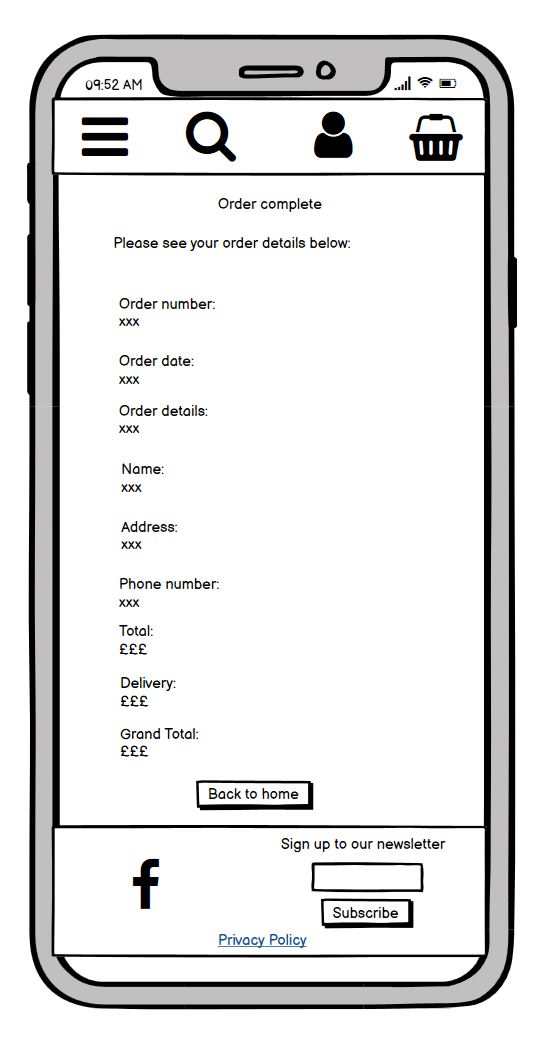 09:52 AM
Order complete
Please see your order details below:
Order number:
xxx
Order date:
xxx
Order details:
xxx
Name:
xxx
Address:
xxx
Phone number:
xxx
Total:
£££
Delivery:
£££
Grand Total:
£££
Back to home
Sign up to our newsletter
Subscribe
Privacy Policy